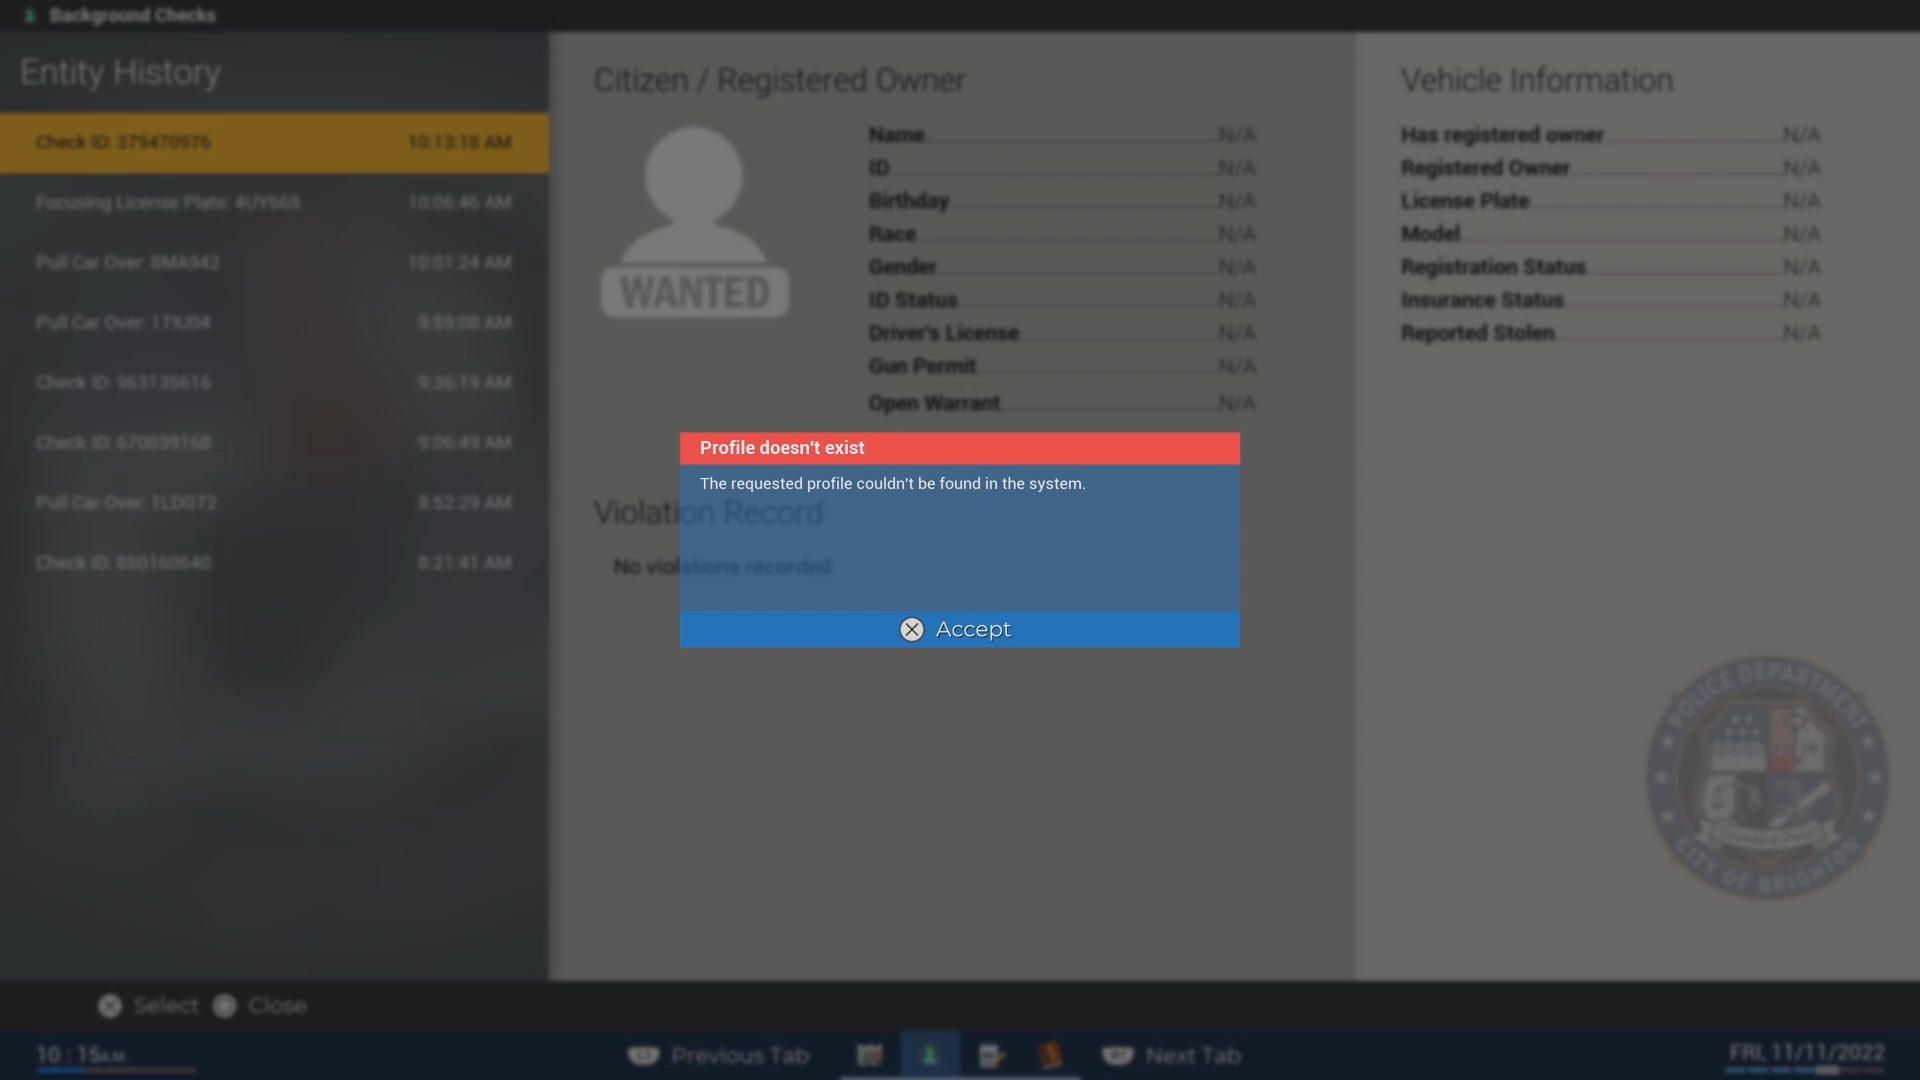 Background Checks
Entity History
Check ID: 379470976 10:13:18 AM
Focusing License Plate: 4UY665 10:06:46 AM
Pull Car Over: 8MA942 10:01:24 AM
Pull Car Over: 1TIU04 9:59:08 AM
Check ID: 963135616 9:36:19 AM
Check ID: 670039168 9:06:49 AM
Pull Car Over: 1LDG72 8:52:29 AM
Check ID: 850160640 8:21:41 AM
Citizen / Registered Owner
WANTED
Name N/A
ID N/A
Birthday N/A
Race N/A
Gender N/A
ID Status N/A
Driver's License N/A
Gun Permit N/A
Open Warrant N/A
Violation Record
No violations recorded
Vehicle Information
Has registered owner N/A
Registered Owner N/A
License Plate N/A
Model N/A
Registration Status N/A
Insurance Status N/A
Reported Stolen N/A
Profile doesn't exist
The requested profile couldn't be found in the system.
Accept
POLICE DEPARTMENT
CITY OF BRIGHTON
Select Close
10 : 15 A.M.
Previous Tab
Next Tab
FRI, 11/11/2022